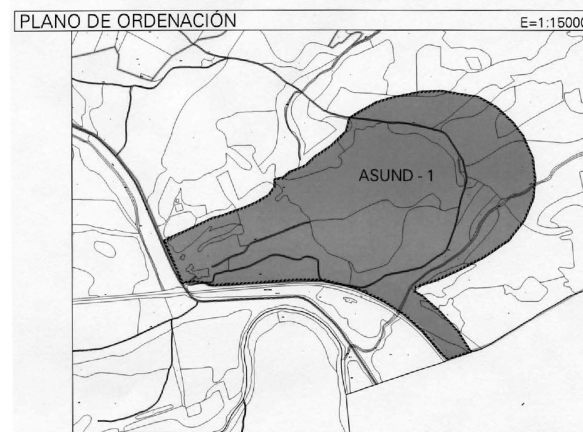 PLANO DE ORDENACIÓN
E=1:15000
ASUND - 1